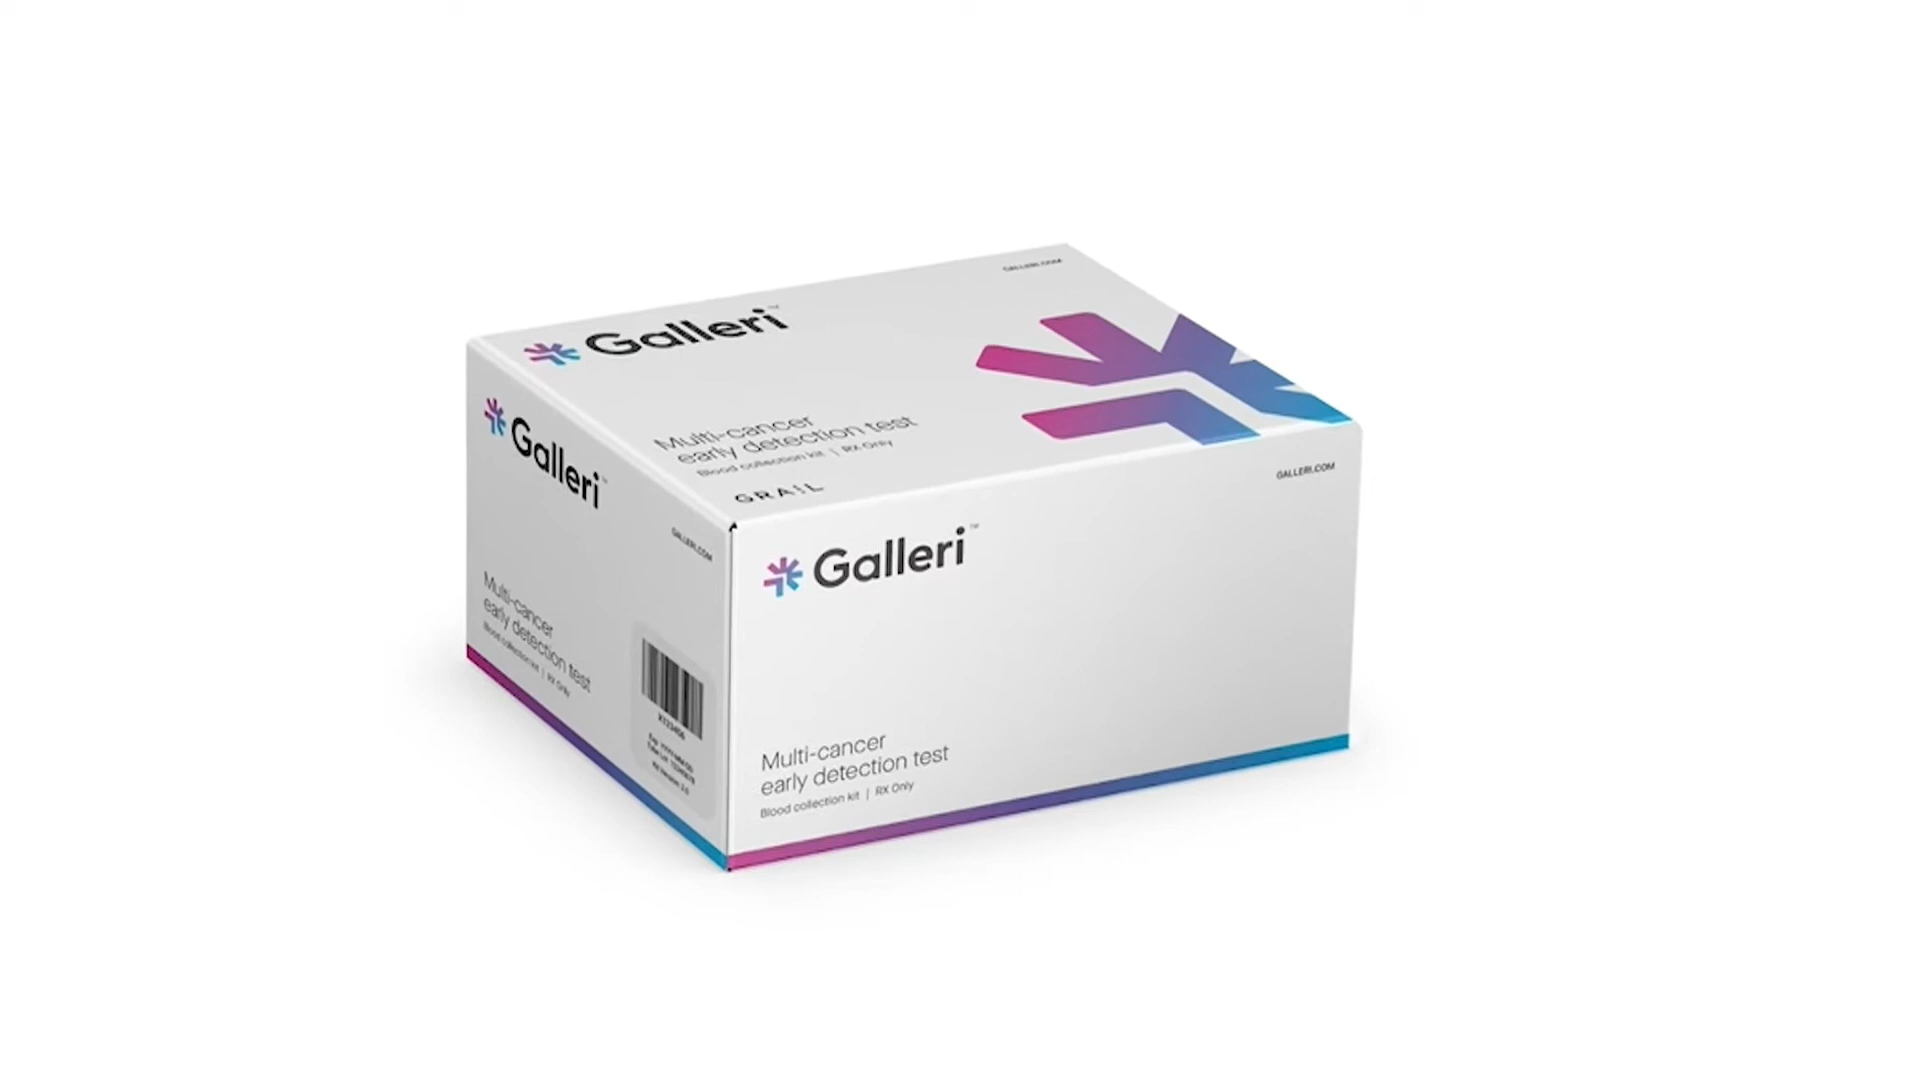 GALLERI.COM
Galleri™
Multi-cancer
early detection test
Blood collection kit | RX Only
GRAIL
Galleri™
GALLERI.COM
Multi-cancer
early detection test
Blood collection kit | RX Only
X123456
GALLERI.COM
Galleri™
Multi-cancer
early detection test
Blood collection kit | RX Only